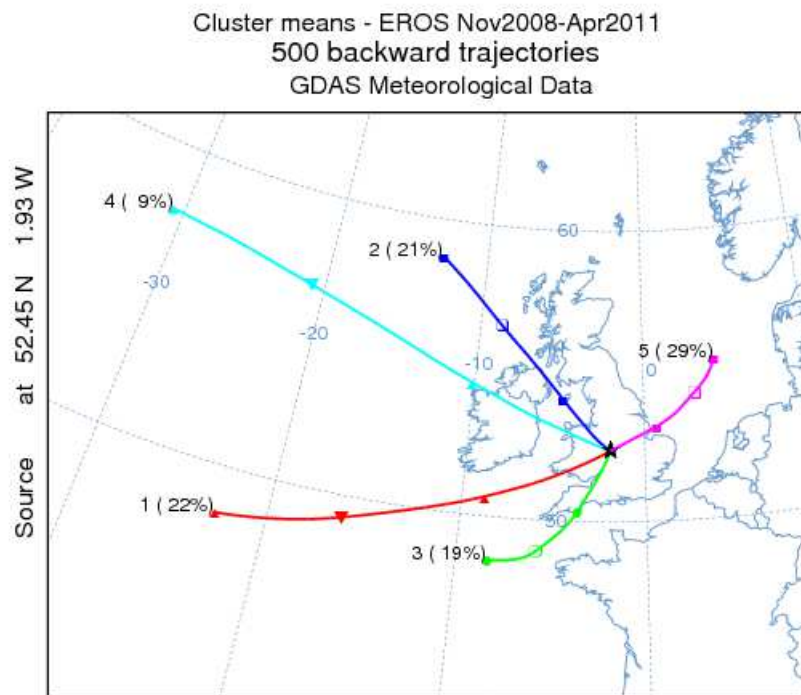 Cluster means - EROS Nov2008-Apr2011
500 backward trajectories
GDAS Meteorological Data
Source at 52.45 N 1.93 W
4 ( 9%)
2 (21%)
60
-30
-20
5 (29%)
-10
0
1 (22%)
50
3 (19%)